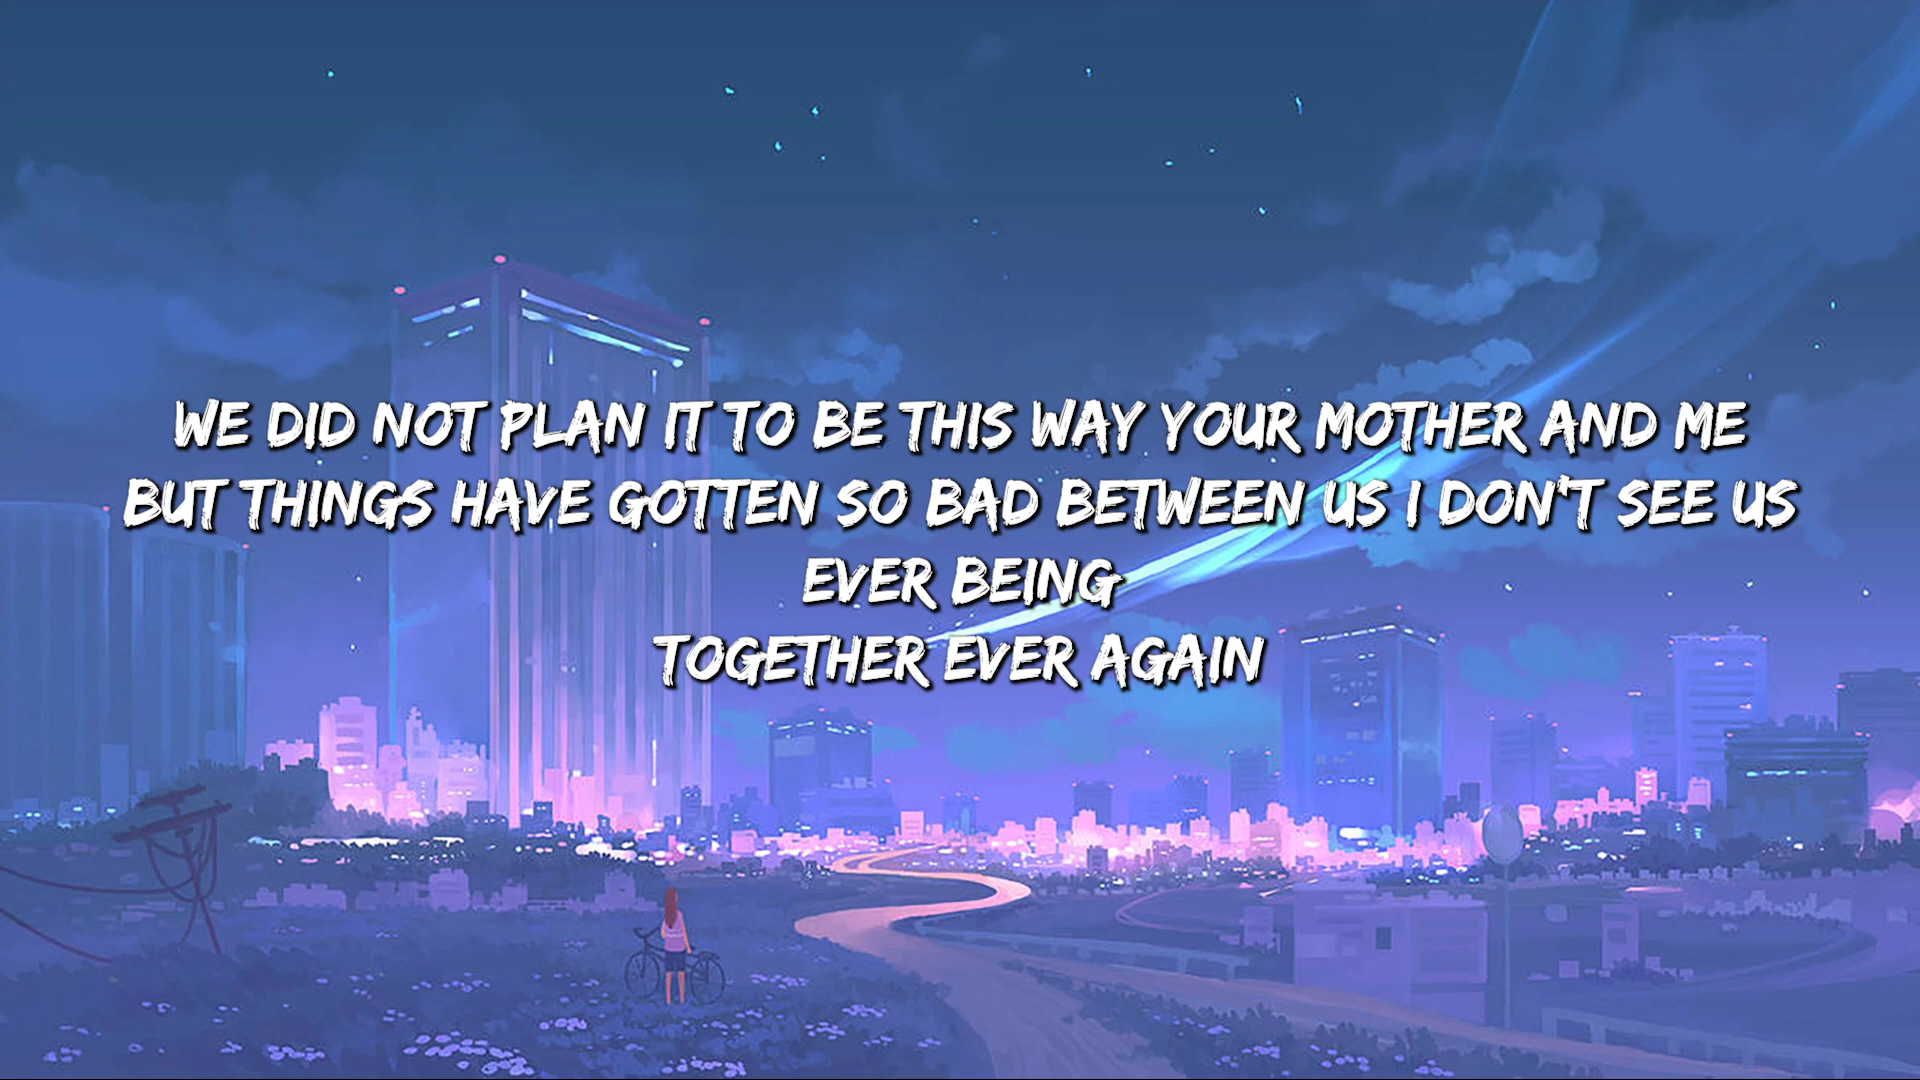 WE DID NOT PLAN IT TO BE THIS WAY YOUR MOTHER AND ME
BUT THINGS HAVE GOTTEN SO BAD BETWEEN US I DON'T SEE US
EVER BEING
TOGETHER EVER AGAIN